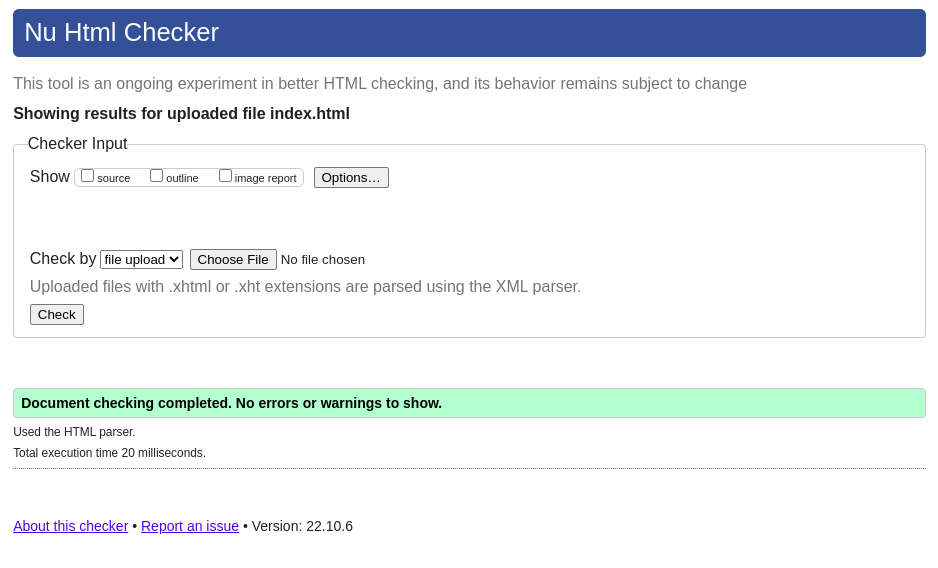 Nu Html Checker
This tool is an ongoing experiment in better HTML checking, and its behavior remains subject to change
Showing results for uploaded file index.html
Checker Input
Show source outline image report Options…
Check by file upload Choose File No file chosen
Uploaded files with .xhtml or .xht extensions are parsed using the XML parser.
Check
Document checking completed. No errors or warnings to show.
Used the HTML parser.
Total execution time 20 milliseconds.
About this checker • Report an issue • Version: 22.10.6